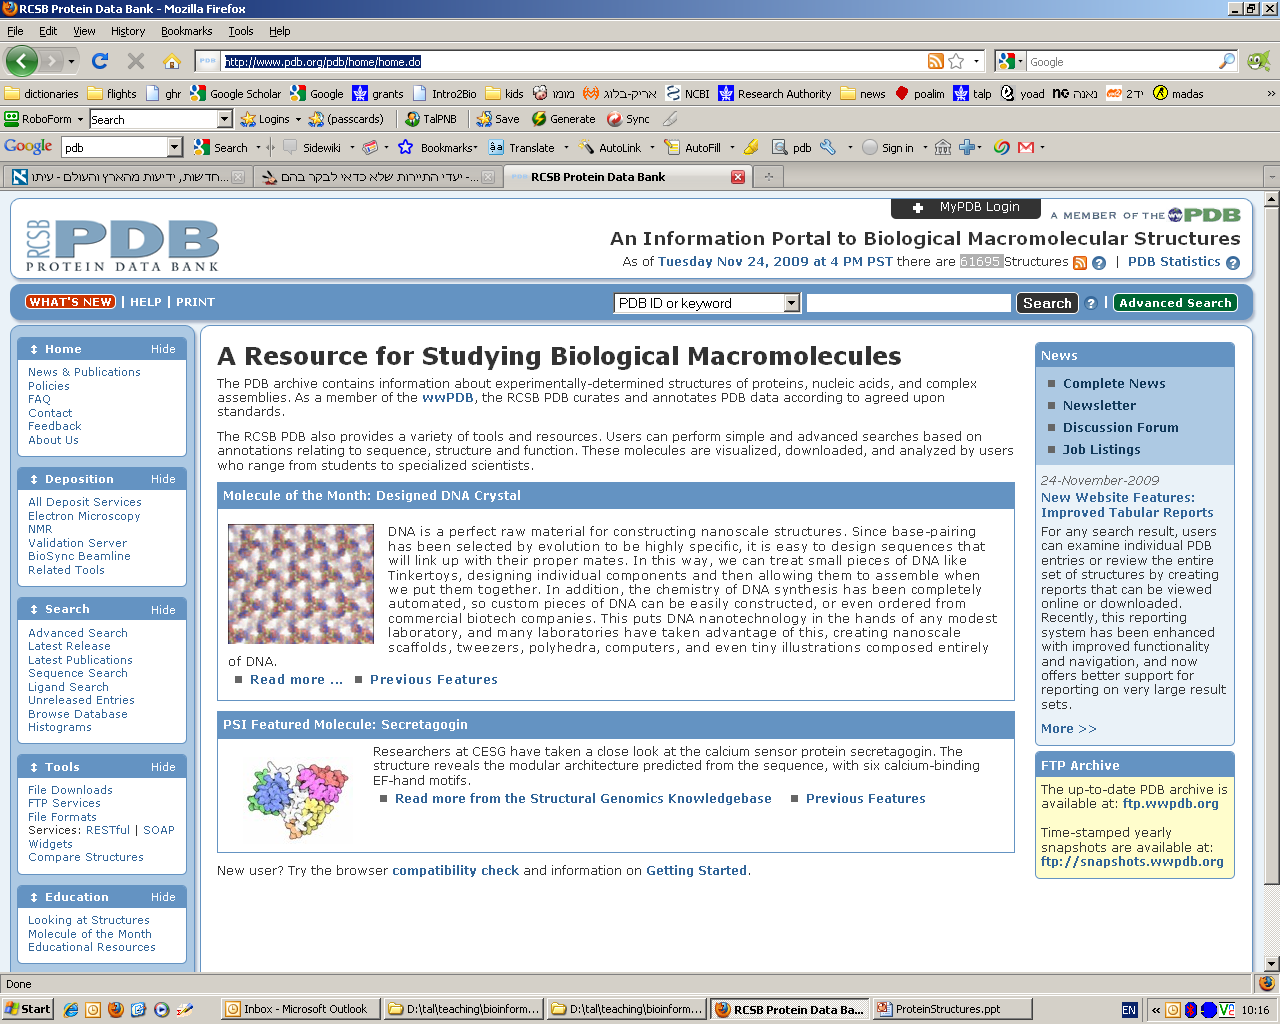 RCSB Protein Data Bank - Mozilla Firefox
File Edit View History Bookmarks Tools Help
http://www.pdb.org/pdb/home/home.do
Google
dictionaries flights ghr Google Scholar Google grants Intro2Bio kids מומו אריק-בלוג NCBI Research Authority news poalim talp yoad נאנה nc יד2 madas »
RoboForm Search Logins (passcards) TalPNB Save Generate Sync
Google pdb Search Sidewiki Bookmarks Translate AutoLink AutoFill pdb Sign in
חדשות, ידיעות מהארץ והעולם - עיתו...
יעדי התיירות שלא כדאי לבקר בהם -...
RCSB Protein Data Bank
MyPDB Login
A MEMBER OF THE wwPDB
RCSB PDB
PROTEIN DATA BANK
An Information Portal to Biological Macromolecular Structures
As of Tuesday Nov 24, 2009 at 4 PM PST there are 61695 Structures ? | PDB Statistics ?
WHAT'S NEW | HELP | PRINT
PDB ID or keyword Search ? | Advanced Search
Home Hide
News & Publications
Policies
FAQ
Contact
Feedback
About Us
Deposition Hide
All Deposit Services
Electron Microscopy
NMR
Validation Server
BioSync Beamline
Related Tools
Search Hide
Advanced Search
Latest Release
Latest Publications
Sequence Search
Ligand Search
Unreleased Entries
Browse Database
Histograms
Tools Hide
File Downloads
FTP Services
File Formats
Services: RESTful | SOAP
Widgets
Compare Structures
Education Hide
Looking at Structures
Molecule of the Month
Educational Resources
A Resource for Studying Biological Macromolecules
The PDB archive contains information about experimentally-determined structures of proteins, nucleic acids, and complex
assemblies. As a member of the wwPDB, the RCSB PDB curates and annotates PDB data according to agreed upon
standards.
The RCSB PDB also provides a variety of tools and resources. Users can perform simple and advanced searches based on
annotations relating to sequence, structure and function. These molecules are visualized, downloaded, and analyzed by users
who range from students to specialized scientists.
Molecule of the Month: Designed DNA Crystal
DNA is a perfect raw material for constructing nanoscale structures. Since base-pairing
has been selected by evolution to be highly specific, it is easy to design sequences that
will link up with their proper mates. In this way, we can treat small pieces of DNA like
Tinkertoys, designing individual components and then allowing them to assemble when
we put them together. In addition, the chemistry of DNA synthesis has been completely
automated, so custom pieces of DNA can be easily constructed, or even ordered from
commercial biotech companies. This puts DNA nanotechnology in the hands of any modest
laboratory, and many laboratories have taken advantage of this, creating nanoscale
scaffolds, tweezers, polyhedra, computers, and even tiny illustrations composed entirely
of DNA.
Read more ... Previous Features
PSI Featured Molecule: Secretagogin
Researchers at CESG have taken a close look at the calcium sensor protein secretagogin. The
structure reveals the modular architecture predicted from the sequence, with six calcium-binding
EF-hand motifs.
Read more from the Structural Genomics Knowledgebase Previous Features
New user? Try the browser compatibility check and information on Getting Started.
News
Complete News
Newsletter
Discussion Forum
Job Listings
24-November-2009
New Website Features:
Improved Tabular Reports
For any search result, users
can examine individual PDB
entries or review the entire
set of structures by creating
reports that can be viewed
online or downloaded.
Recently, this reporting
system has been enhanced
with improved functionality
and navigation, and now
offers better support for
reporting on very large result
sets.
More >>
FTP Archive
The up-to-date PDB archive is
available at: ftp.wwpdb.org
Time-stamped yearly
snapshots are available at:
ftp://snapshots.wwpdb.org
Done
Start Inbox - Microsoft Outlook D:\tal\teaching\bioinform... D:\tal\teaching\bioinform... RCSB Protein Data Ba... ProteinStructures.ppt EN « 10:16